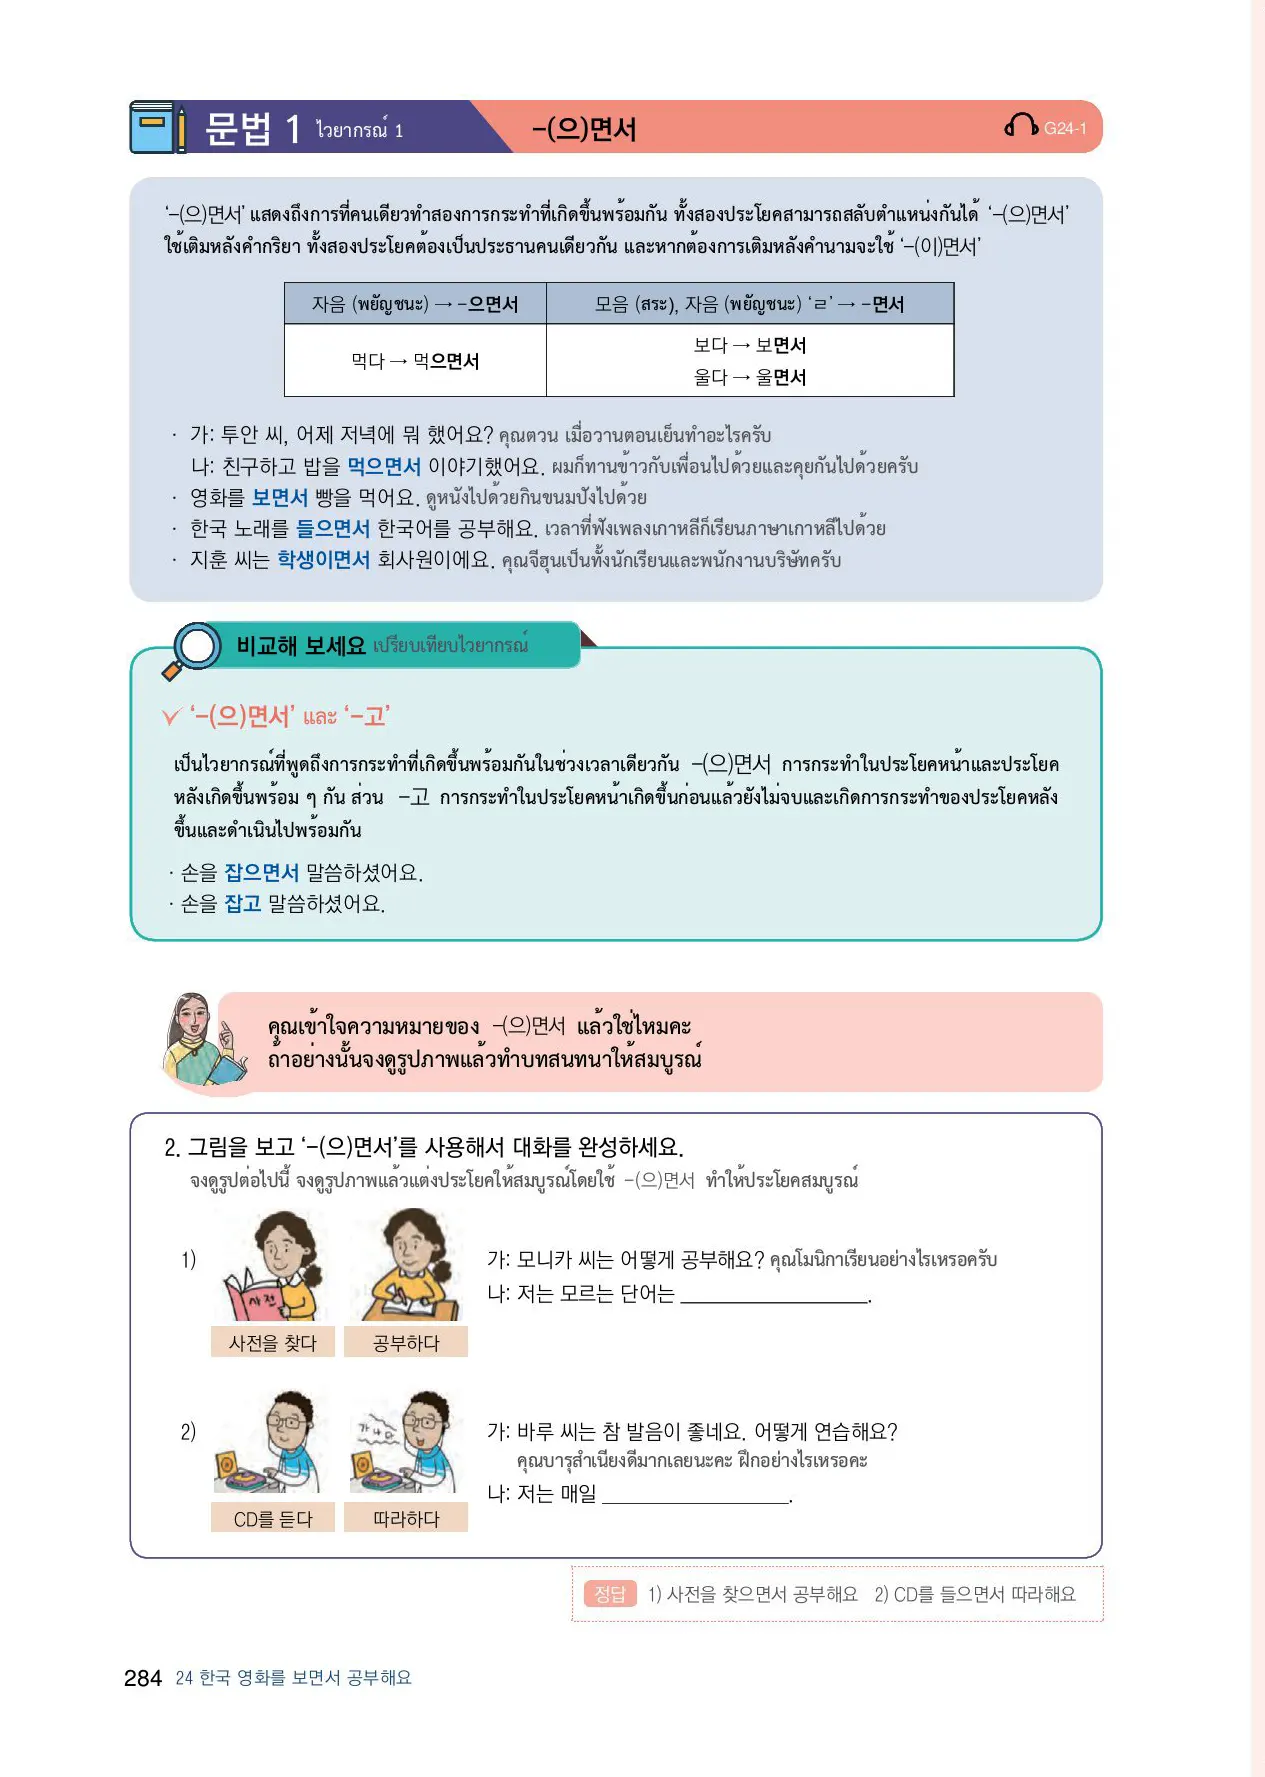 문법 1 ไวยากรณ์ 1 -(으)면서 G24-1
‘-(으)면서’ แสดงถึงการที่คนเดียวทำสองการกระทำที่เกิดขึ้นพร้อมกัน ทั้งสองประโยคสามารถสลับตำแหน่งกันได้ ‘-(으)면서’
ใช้เติมหลังคำกริยา ทั้งสองประโยคต้องเป็นประธานคนเดียวกัน และหากต้องการเติมหลังคำนามจะใช้ ‘-(이)면서’
자음 (พยัญชนะ) → -으면서 모음 (สระ), 자음 (พยัญชนะ) ‘ㄹ’ → -면서
먹다 → 먹으면서
보다 → 보면서
울다 → 울면서
· 가: 투안 씨, 어제 저녁에 뭐 했어요? คุณตวน เมื่อวานตอนเย็นทำอะไรครับ
나: 친구하고 밥을 먹으면서 이야기했어요. ผมก็ทานข้าวกับเพื่อนไปด้วยและคุยกันไปด้วยครับ
· 영화를 보면서 빵을 먹어요. ดูหนังไปด้วยกินขนมปังไปด้วย
· 한국 노래를 들으면서 한국어를 공부해요. เวลาที่ฟังเพลงเกาหลีก็เรียนภาษาเกาหลีไปด้วย
· 지훈 씨는 학생이면서 회사원이에요. คุณจีฮุนเป็นทั้งนักเรียนและพนักงานบริษัทครับ
비교해 보세요 เปรียบเทียบไวยากรณ์
‘-(으)면서’ และ ‘-고’
เป็นไวยากรณ์ที่พูดถึงการกระทำที่เกิดขึ้นพร้อมกันในช่วงเวลาเดียวกัน -(으)면서 การกระทำในประโยคหน้าและประโยค
หลังเกิดขึ้นพร้อม ๆ กัน ส่วน -고 การกระทำในประโยคหน้าเกิดขึ้นก่อนแล้วยังไม่จบและเกิดการกระทำของประโยคหลัง
ขึ้นและดำเนินไปพร้อมกัน
· 손을 잡으면서 말씀하셨어요.
· 손을 잡고 말씀하셨어요.
คุณเข้าใจความหมายของ -(으)면서 แล้วใช่ไหมคะ
ถ้าอย่างนั้นจงดูรูปภาพแล้วทำบทสนทนาให้สมบูรณ์
2. 그림을 보고 ‘-(으)면서’를 사용해서 대화를 완성하세요.
จงดูรูปต่อไปนี้ จงดูรูปภาพแล้วแต่งประโยคให้สมบูรณ์โดยใช้ -(으)면서 ทำให้ประโยคสมบูรณ์
1)
사전
사전을 찾다 공부하다
가: 모니카 씨는 어떻게 공부해요? คุณโมนิกาเรียนอย่างไรเหรอครับ
나: 저는 모르는 단어는 ____________.
2)
가 나 다
CD를 듣다 따라하다
가: 바루 씨는 참 발음이 좋네요. 어떻게 연습해요?
คุณบารุสำเนียงดีมากเลยนะคะ ฝึกอย่างไรเหรอคะ
나: 저는 매일 ____________.
정답 1) 사전을 찾으면서 공부해요 2) CD를 들으면서 따라해요
284 24 한국 영화를 보면서 공부해요